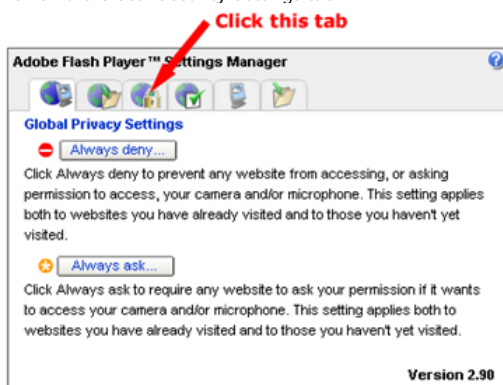 Click this tab
Adobe Flash Player™ Settings Manager
Global Privacy Settings
Always deny...
Click Always deny to prevent any website from accessing, or asking
permission to access, your camera and/or microphone. This setting applies
both to websites you have already visited and to those you haven't yet
visited.
Always ask...
Click Always ask to require any website to ask your permission if it wants
to access your camera and/or microphone. This setting applies both to
websites you have already visited and to those you haven't yet visited.
Version 2.90